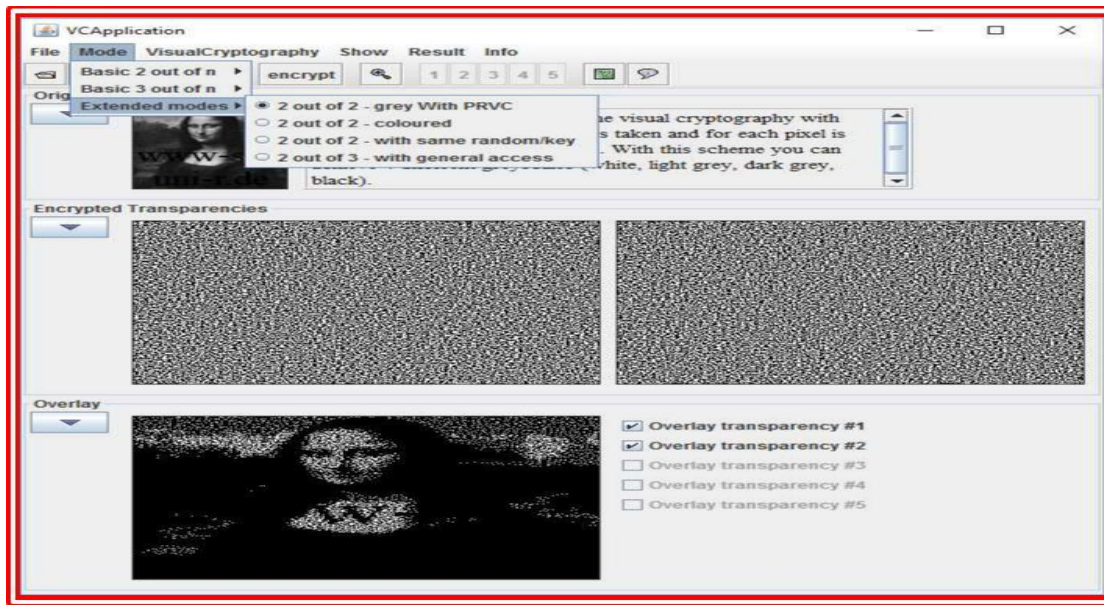 VCApplication
File Mode VisualCryptography Show Result Info
Basic 2 out of n encrypt 1 2 3 4 5
Basic 3 out of n
Extended modes
2 out of 2 - grey With PRVC
2 out of 2 - coloured
2 out of 2 - with same random/key
2 out of 3 - with general access
Orig
e visual cryptography with
s taken and for each pixel is
. With this scheme you can
(white, light grey, dark grey,
black).
www-s
uni-r.de
Encrypted Transparencies
Overlay
Overlay transparency #1
Overlay transparency #2
Overlay transparency #3
Overlay transparency #4
Overlay transparency #5